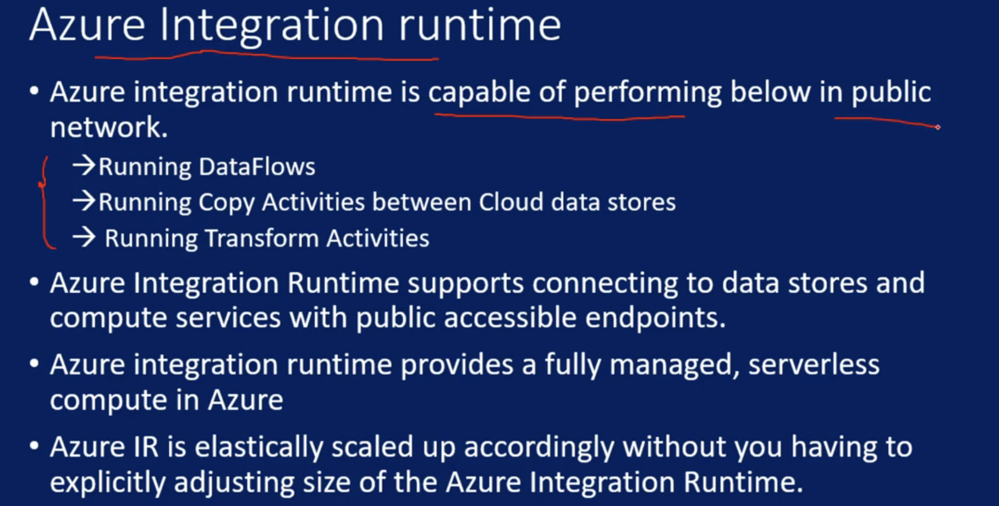 Azure Integration runtime
• Azure integration runtime is capable of performing below in public
network.
→Running DataFlows
→Running Copy Activities between Cloud data stores
→ Running Transform Activities
• Azure Integration Runtime supports connecting to data stores and
compute services with public accessible endpoints.
• Azure integration runtime provides a fully managed, serverless
compute in Azure
• Azure IR is elastically scaled up accordingly without you having to
explicitly adjusting size of the Azure Integration Runtime.